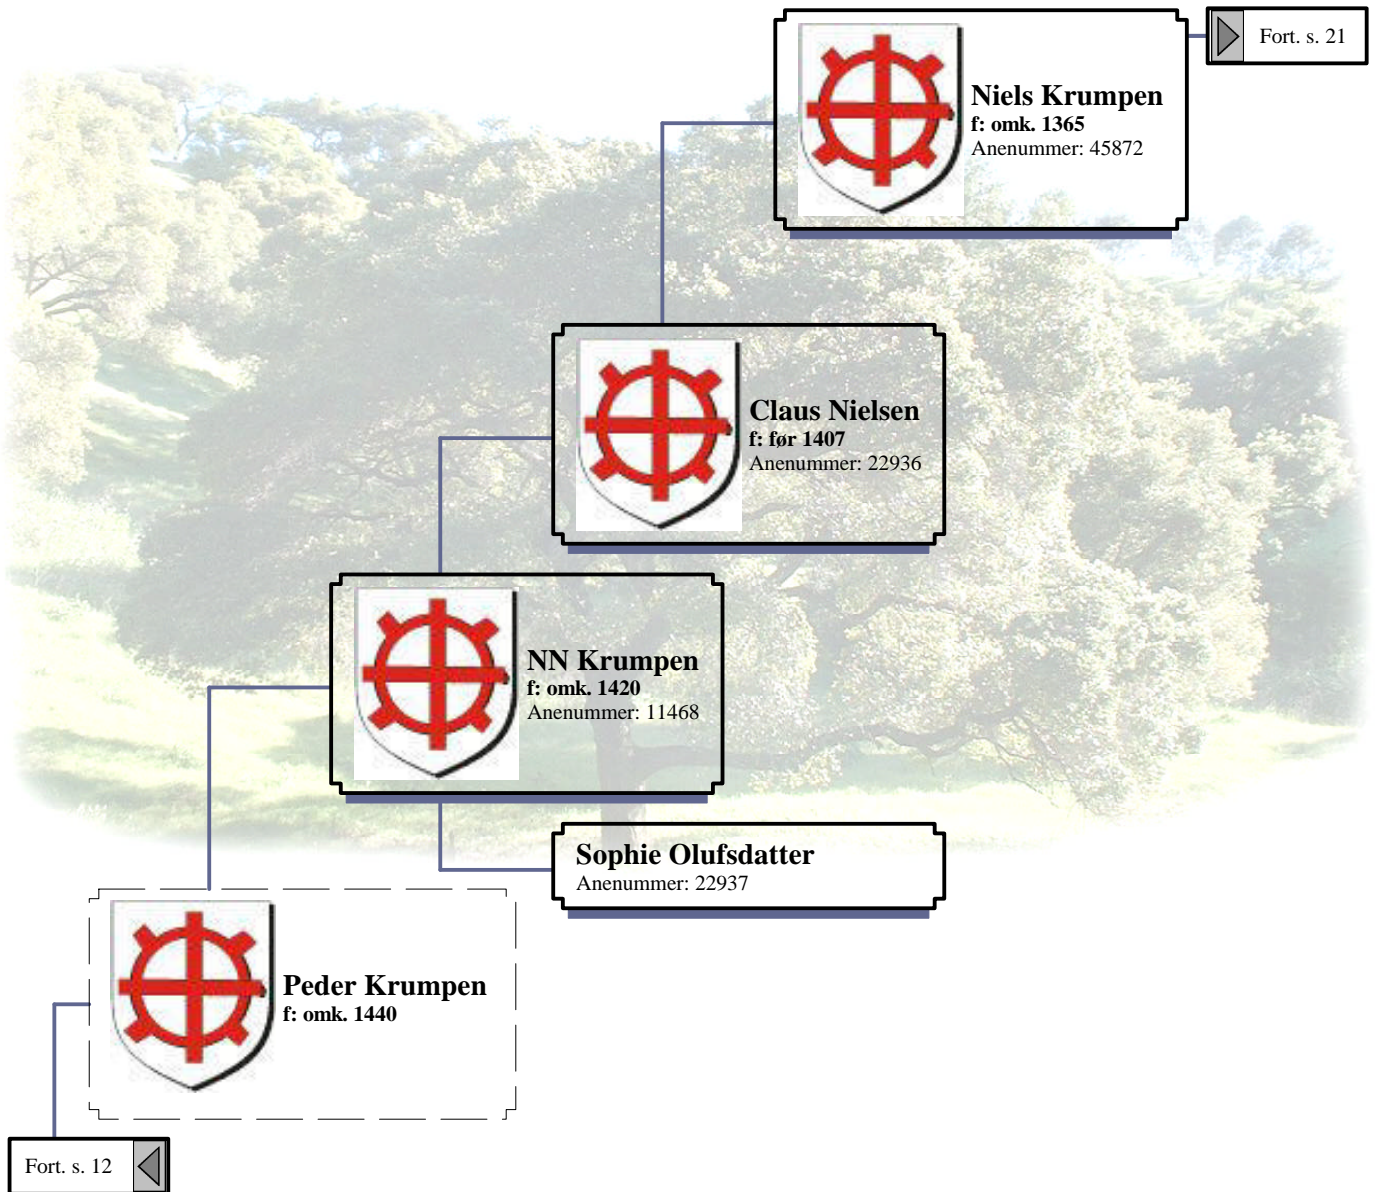 Fort. s. 21
Niels Krumpen
f: omk. 1365
Anenummer: 45872
Claus Nielsen
f: før 1407
Anenummer: 22936
NN Krumpen
f: omk. 1420
Anenummer: 11468
Sophie Olufsdatter
Anenummer: 22937
Peder Krumpen
f: omk. 1440
Fort. s. 12